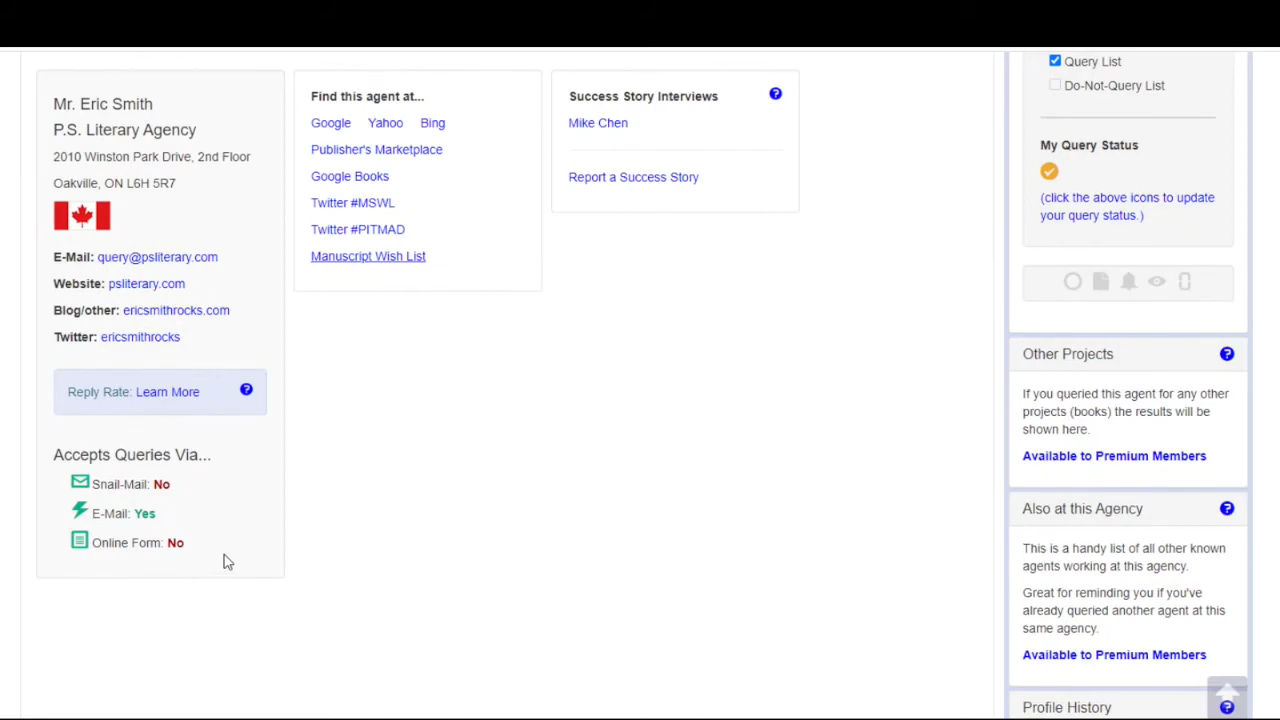 Mr. Eric Smith
P.S. Literary Agency
2010 Winston Park Drive, 2nd Floor
Oakville, ON L6H 5R7
E-Mail: query@psliterary.com
Website: psliterary.com
Blog/other: ericsmithrocks.com
Twitter: ericsmithrocks
Reply Rate: Learn More
Accepts Queries Via...
Snail-Mail: No
E-Mail: Yes
Online Form: No
Find this agent at...
Google Yahoo Bing
Publisher's Marketplace
Google Books
Twitter #MSWL
Twitter #PITMAD
Manuscript Wish List
Success Story Interviews
Mike Chen
Report a Success Story
Query List
Do-Not-Query List
My Query Status
(click the above icons to update
your query status.)
Other Projects
If you queried this agent for any other
projects (books) the results will be
shown here.
Available to Premium Members
Also at this Agency
This is a handy list of all other known
agents working at this agency.
Great for reminding you if you've
already queried another agent at this
same agency.
Available to Premium Members
Profile History